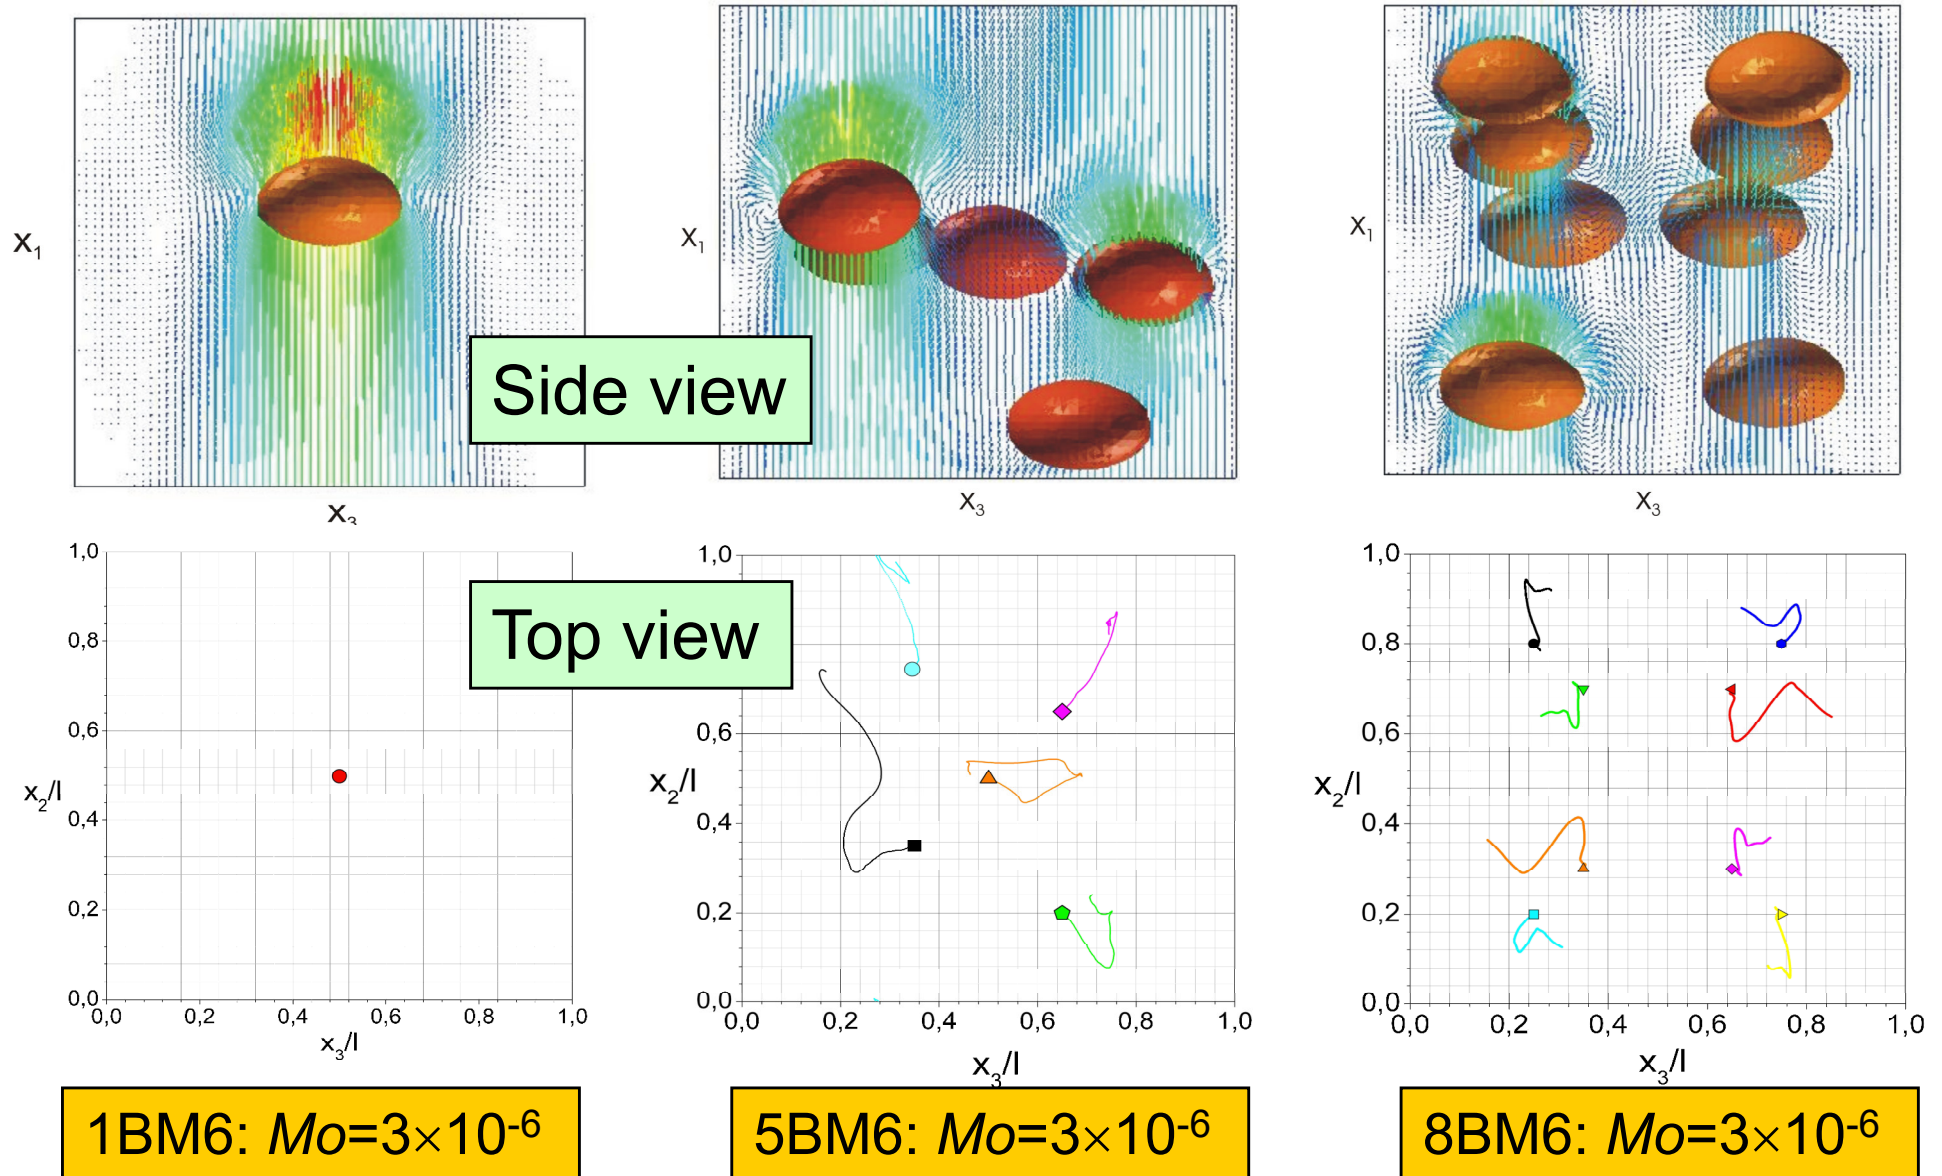 x₁
x₃
X₁
X₃
X₁
X₃
Side view
Top view
1,0
0,8
0,6
0,4
0,2
0,0
x₂/l
0,0 0,2 0,4 0,6 0,8 1,0
x₃/l
1,0
0,6
0,4
0,2
0,0
x₂/l
0,0 0,2 0,4 0,6 0,8 1,0
x₃/l
1,0
0,8
0,6
0,4
0,2
0,0
x₂/l
0,0 0,2 0,4 0,6 0,8 1,0
x₃/l
1BM6: Mo=3×10⁻⁶
5BM6: Mo=3×10⁻⁶
8BM6: Mo=3×10⁻⁶